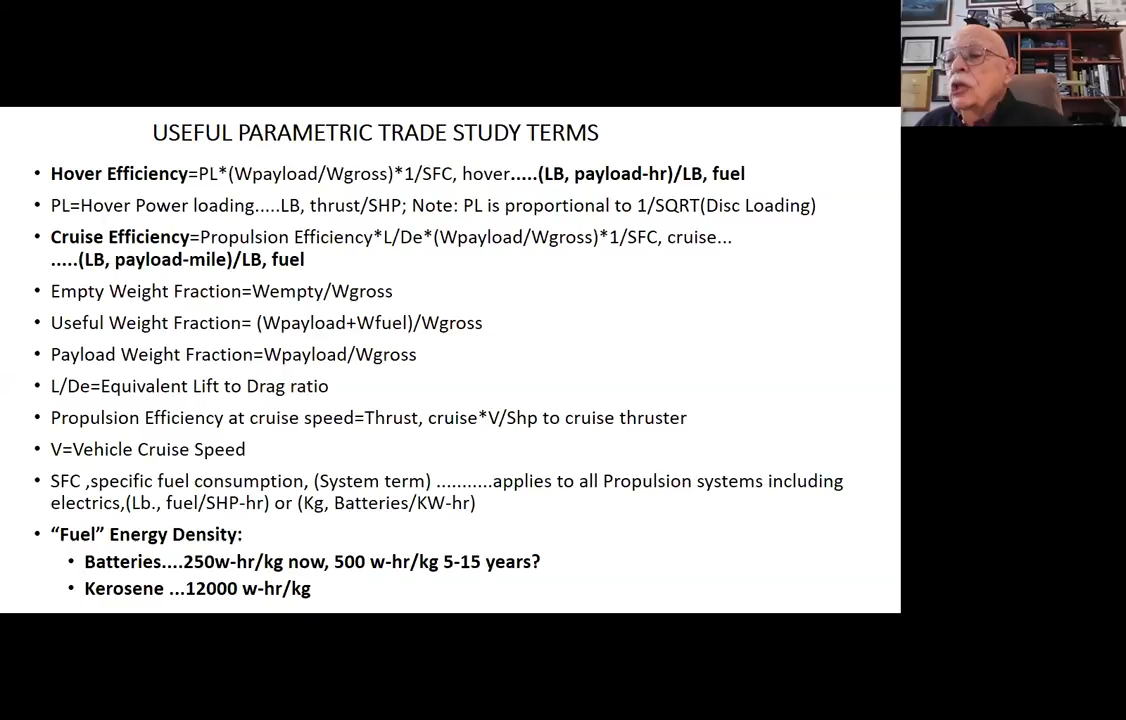 USEFUL PARAMETRIC TRADE STUDY TERMS
• Hover Efficiency=PL*(Wpayload/Wgross)*1/SFC, hover.....(LB, payload-hr)/LB, fuel
• PL=Hover Power loading.....LB, thrust/SHP; Note: PL is proportional to 1/SQRT(Disc Loading)
• Cruise Efficiency=Propulsion Efficiency*L/De*(Wpayload/Wgross)*1/SFC, cruise...
.....(LB, payload-mile)/LB, fuel
• Empty Weight Fraction=Wempty/Wgross
• Useful Weight Fraction= (Wpayload+Wfuel)/Wgross
• Payload Weight Fraction=Wpayload/Wgross
• L/De=Equivalent Lift to Drag ratio
• Propulsion Efficiency at cruise speed=Thrust, cruise*V/Shp to cruise thruster
• V=Vehicle Cruise Speed
• SFC ,specific fuel consumption, (System term) ...........applies to all Propulsion systems including
electrics,(Lb., fuel/SHP-hr) or (Kg, Batteries/KW-hr)
• “Fuel” Energy Density:
• Batteries....250w-hr/kg now, 500 w-hr/kg 5-15 years?
• Kerosene ...12000 w-hr/kg